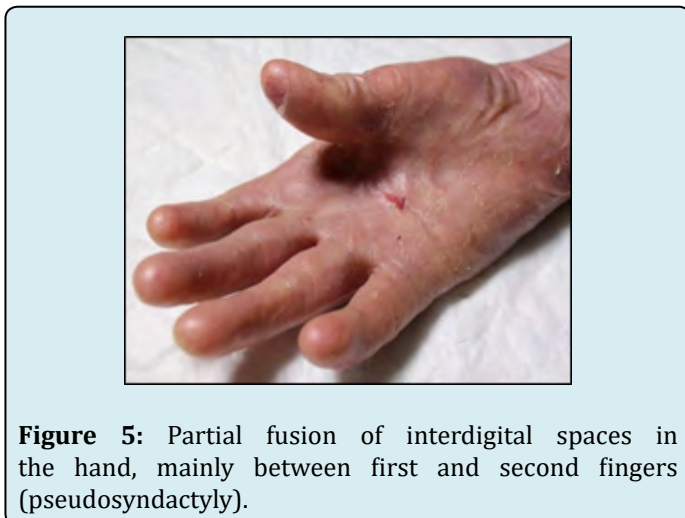 Figure 5: Partial fusion of interdigital spaces in
the hand, mainly between first and second fingers
(pseudosyndactyly).